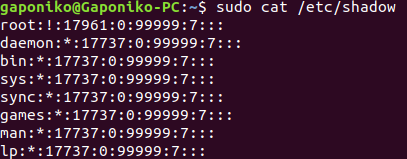 gaponiko@Gaponiko-PC:~$ sudo cat /etc/shadow
root:!:17961:0:99999:7:::
daemon:*:17737:0:99999:7:::
bin:*:17737:0:99999:7:::
sys:*:17737:0:99999:7:::
sync:*:17737:0:99999:7:::
games:*:17737:0:99999:7:::
man:*:17737:0:99999:7:::
lp:*:17737:0:99999:7:::